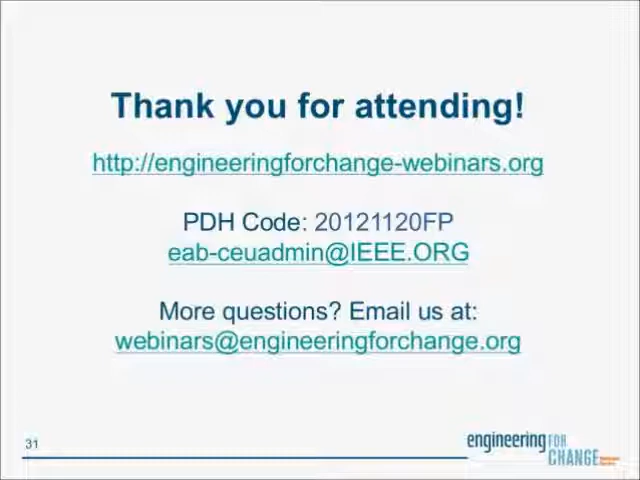 Thank you for attending!
http://engineeringforchange-webinars.org
PDH Code: 20121120FP
eab-ceuadmin@IEEE.ORG
More questions? Email us at:
webinars@engineeringforchange.org
31
engineering FOR
CHANGE